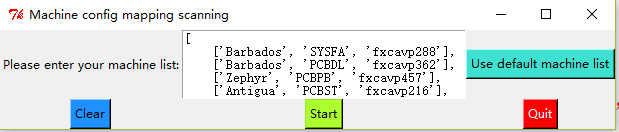 Machine config mapping scanning
Please enter your machine list:
[
['Barbados', 'SYSFA', 'fxcavp288'],
['Barbados', 'PCBDL', 'fxcavp362'],
['Zephyr', 'PCBPB', 'fxcavp457'],
['Antigua', 'PCBST', 'fxcavp216'],
Use default machine list
Clear
Start
Quit